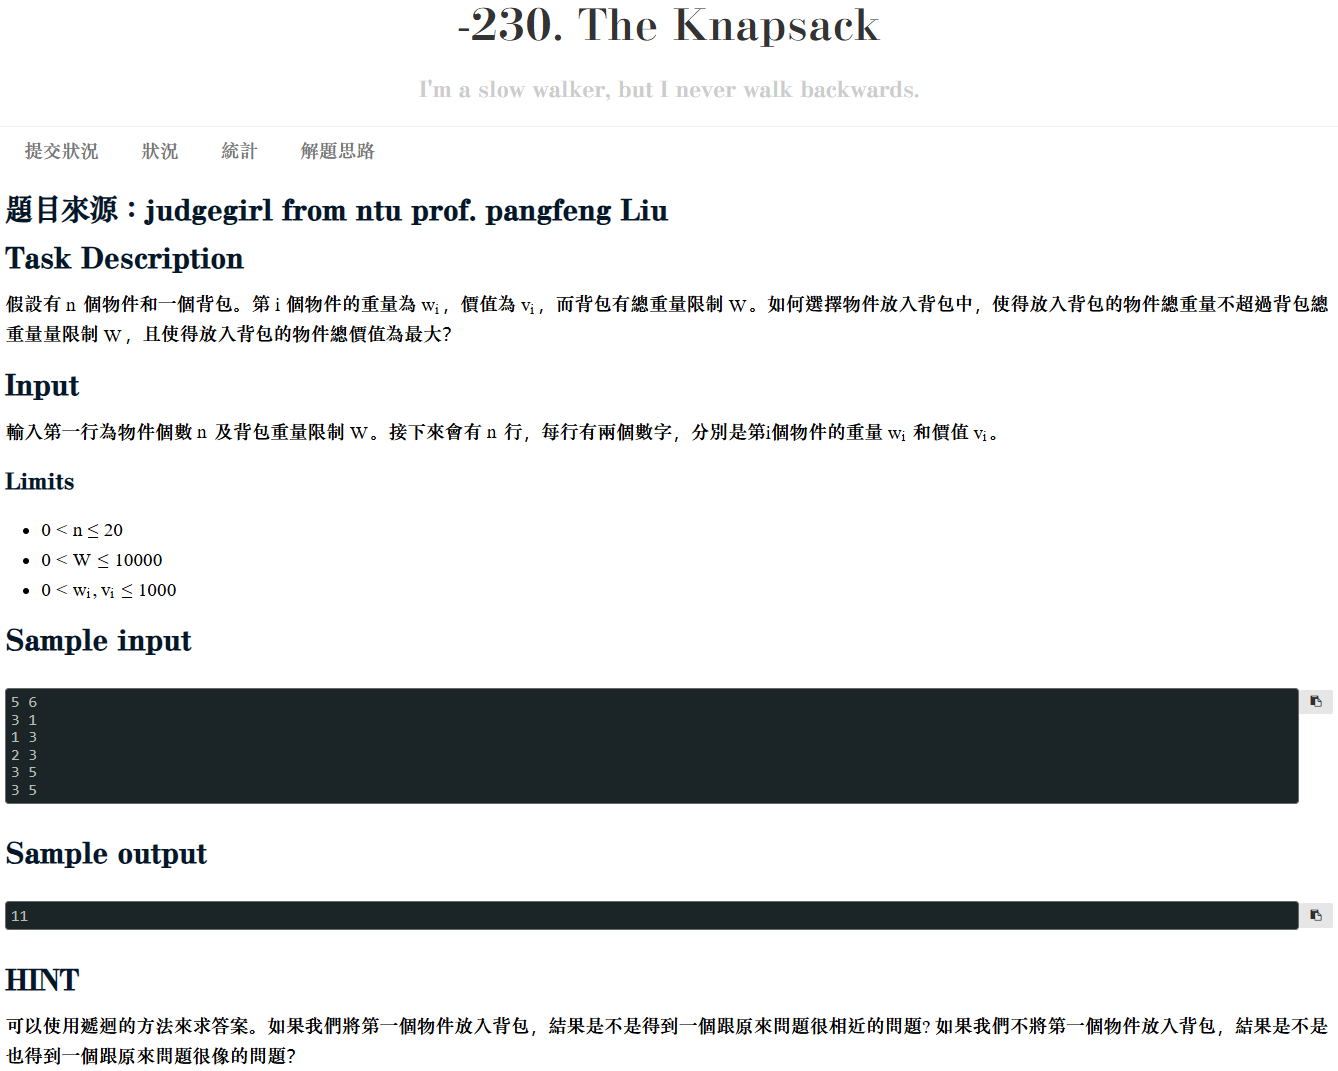 -230. The Knapsack
I'm a slow walker, but I never walk backwards.
提交狀況 狀況 統計 解題思路
題目來源：judgegirl from ntu prof. pangfeng Liu
Task Description
假設有 n 個物件和一個背包。第 i 個物件的重量為 wi，價值為 vi，而背包有總重量限制 W。如何選擇物件放入背包中，使得放入背包的物件總重量不超過背包總
重量量限制 W，且使得放入背包的物件總價值為最大？
Input
輸入第一行為物件個數 n 及背包重量限制 W。接下來會有 n 行，每行有兩個數字，分別是第i個物件的重量 wi 和價值 vi。
Limits
• 0 < n ≤ 20
• 0 < W ≤ 10000
• 0 < wi, vi ≤ 1000
Sample input
5 6
3 1
1 3
2 3
3 5
3 5
Sample output
11
HINT
可以使用遞迴的方法來求答案。如果我們將第一個物件放入背包，結果是不是得到一個跟原來問題很相近的問題? 如果我們不將第一個物件放入背包，結果是不是
也得到一個跟原來問題很像的問題？